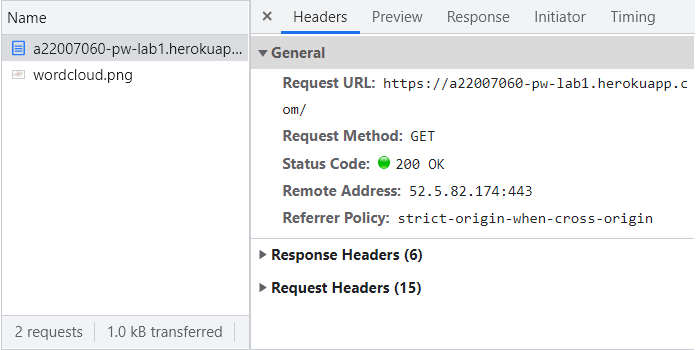 Name
a22007060-pw-lab1.herokuap...
wordcloud.png
2 requests
1.0 kB transferred
× Headers Preview Response Initiator Timing
General
Request URL: https://a22007060-pw-lab1.herokuapp.c
om/
Request Method: GET
Status Code: 200 OK
Remote Address: 52.5.82.174:443
Referrer Policy: strict-origin-when-cross-origin
Response Headers (6)
Request Headers (15)